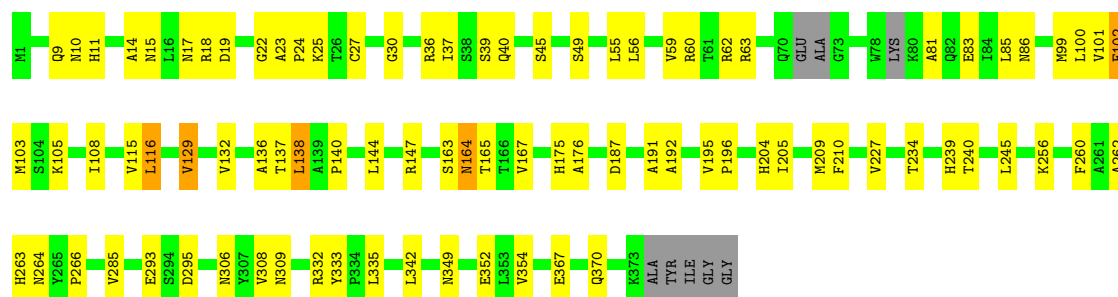 M1 Q9 N10 H11 A14 N15 L16 N17 R18 D19 G22 A23 P24 K25 T26 C27 G30 R36 I37 S38 S39 Q40 S45 S49 L55 L56 V59 R60 T61 R62 R63 Q70 GLU ALA G73 W78 LYS K80 A81 Q82 E83 I84 L85 N86 M99 L100 V101
M103 S104 K105 I108 V115 L116 V129 V132 A136 T137 L138 A139 P140 L144 R147 S163 N164 T165 T166 V167 H175 A176 D187 A191 A192 V195 P196 H204 I205 M209 F210 V227 T234 H239 T240 L245 K256 F260 A261 A262
H263 N264 Y265 P266 V285 E293 S294 D295 N306 Y307 V308 N309 R332 Y333 P334 L335 L342 N349 E352 L353 V354 E367 Q370 K373 ALA TYR ILE GLY GLY